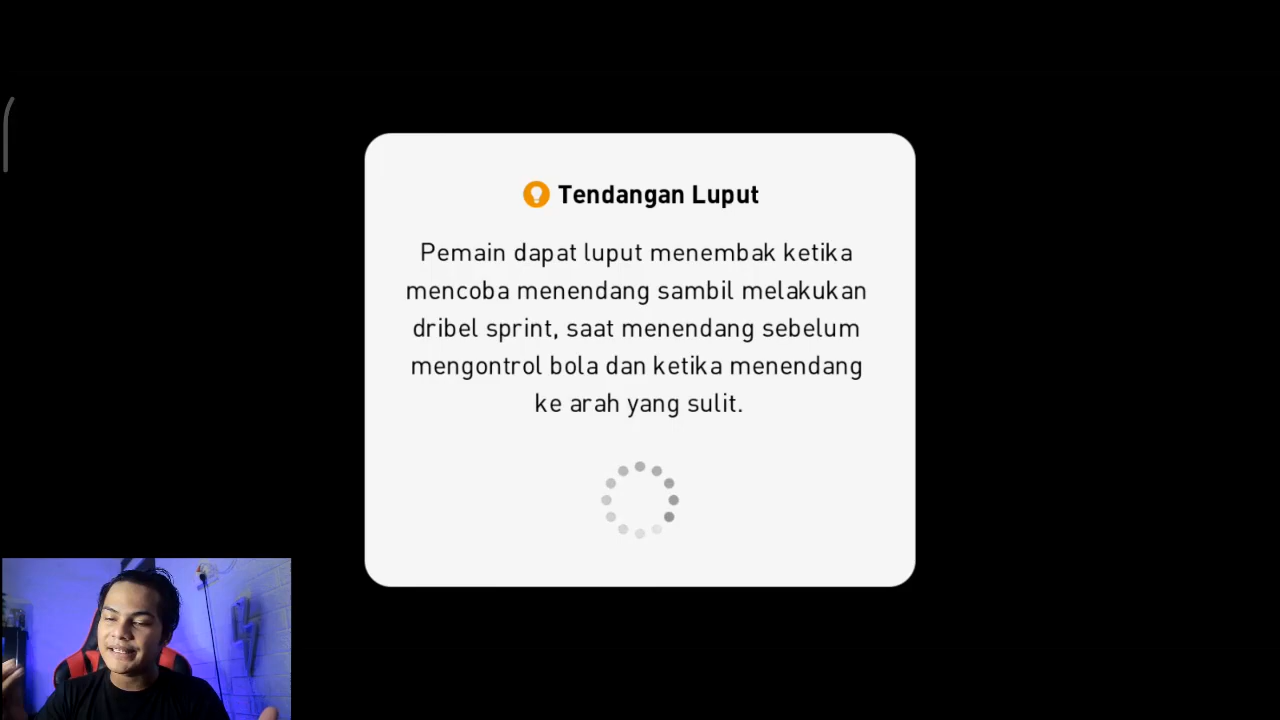 Tendangan Luput
Pemain dapat luput menembak ketika
mencoba menendang sambil melakukan
dribel sprint, saat menendang sebelum
mengontrol bola dan ketika menendang
ke arah yang sulit.